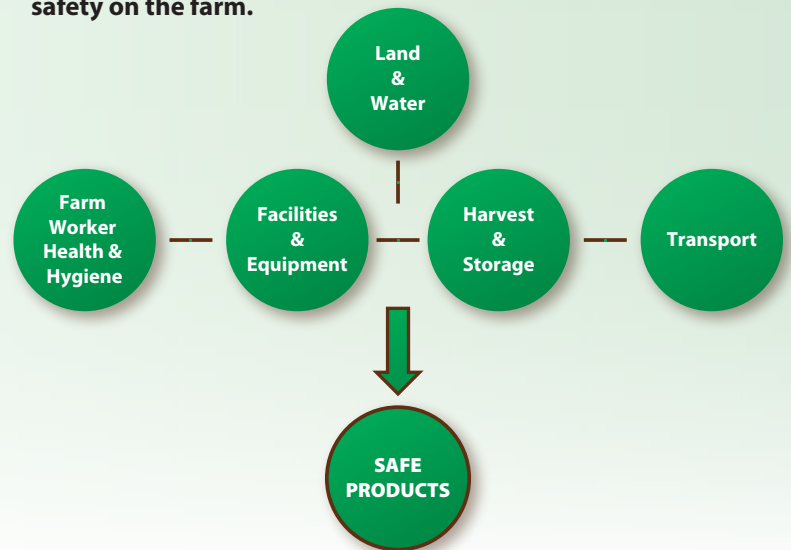 safety on the farm.
Land
&
Water
Farm
Worker
Health &
Hygiene
Facilities
&
Equipment
Harvest
&
Storage
Transport
SAFE
PRODUCTS